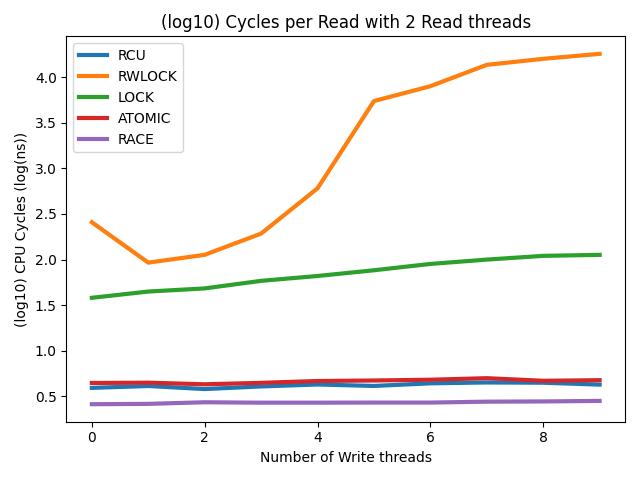 (log10) Cycles per Read with 2 Read threads
RCU
RWLOCK
LOCK
ATOMIC
RACE
(log10) CPU Cycles (log(ns))
4.0
3.5
3.0
2.5
2.0
1.5
1.0
0.5
0 2 4 6 8
Number of Write threads